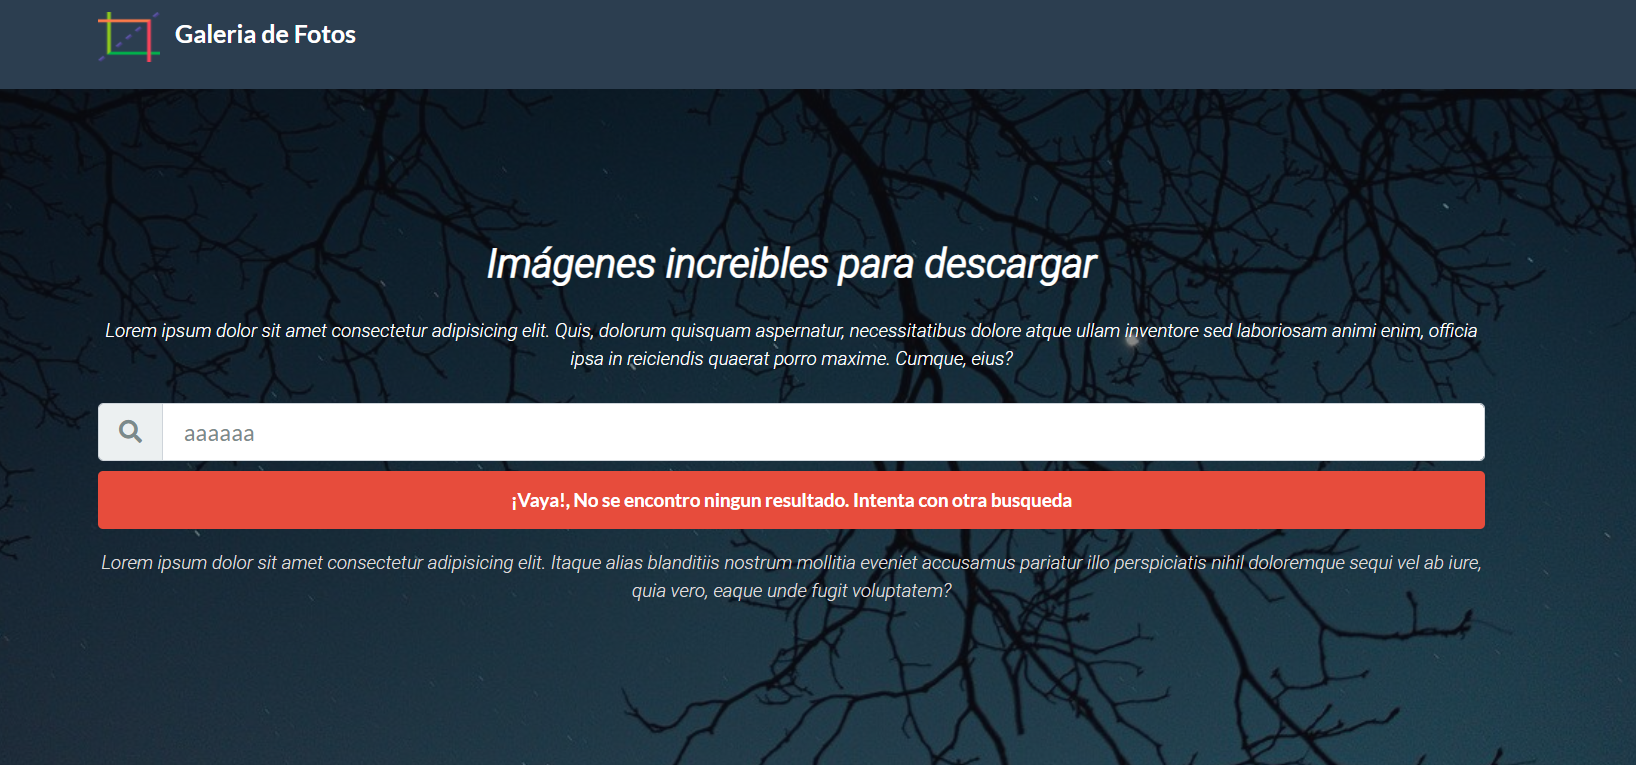 Galeria de Fotos
Imágenes increibles para descargar
Lorem ipsum dolor sit amet consectetur adipisicing elit. Quis, dolorum quisquam aspernatur, necessitatibus dolore atque ullam inventore sed laboriosam animi enim, officia
ipsa in reiciendis quaerat porro maxime. Cumque, eius?
aaaaaa
¡Vaya!, No se encontro ningun resultado. Intenta con otra busqueda
Lorem ipsum dolor sit amet consectetur adipisicing elit. Itaque alias blanditiis nostrum mollitia eveniet accusamus pariatur illo perspiciatis nihil doloremque sequi vel ab iure,
quia vero, eaque unde fugit voluptatem?